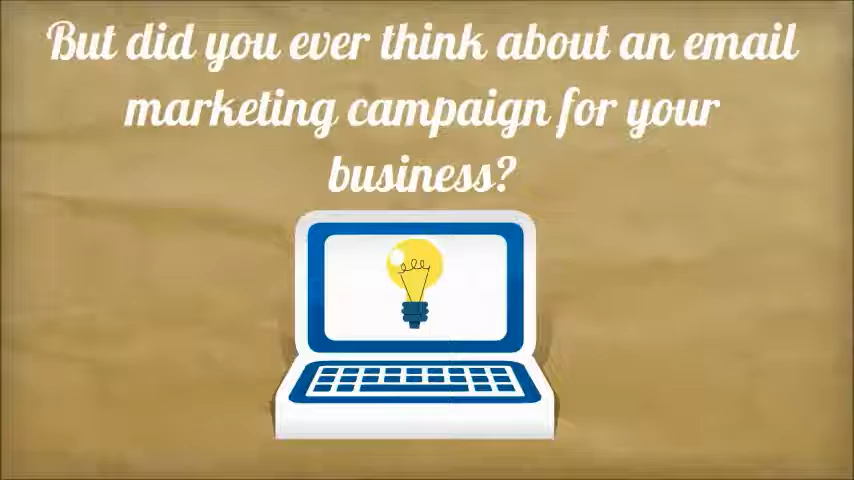 But did you ever think about an email
marketing campaign for your
business?